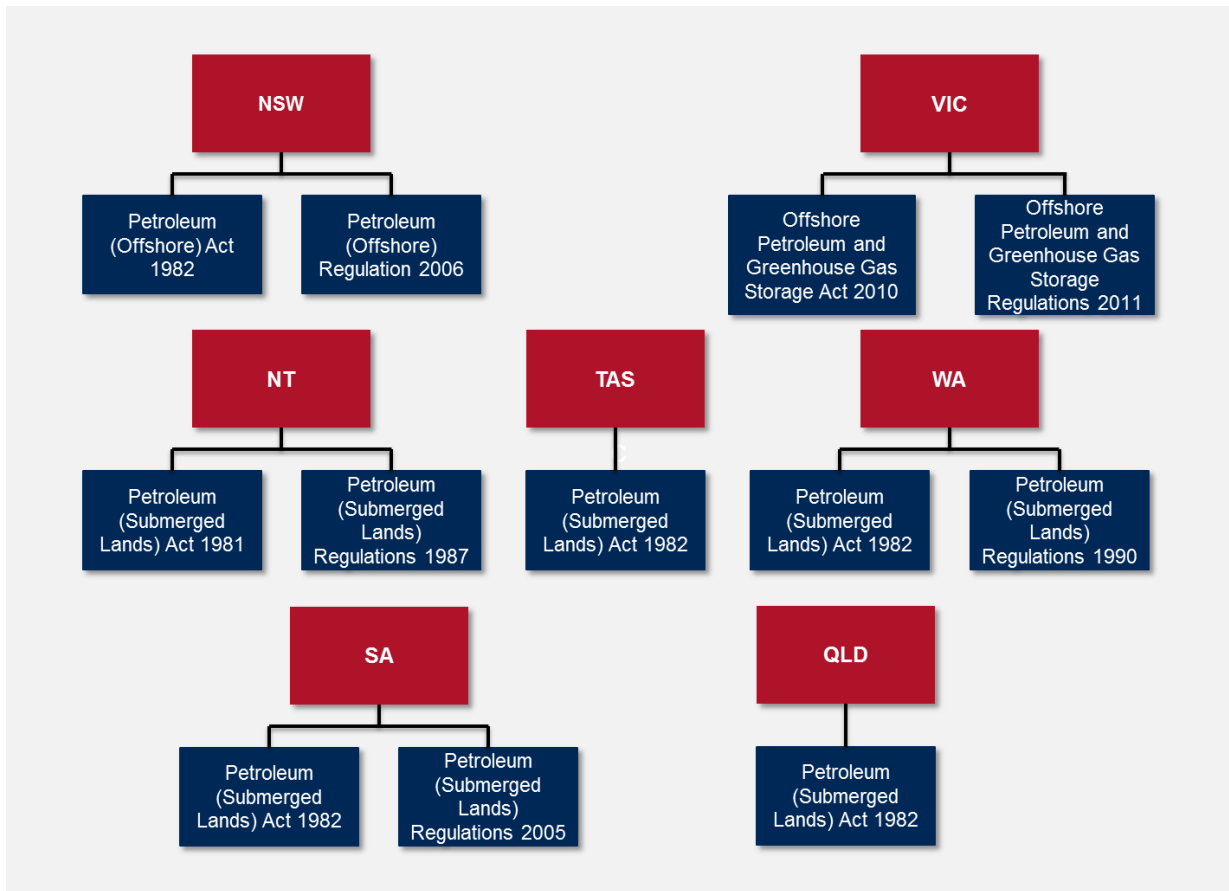 NSW
Petroleum
(Offshore) Act
1982
Petroleum
(Offshore)
Regulation 2006
VIC
Offshore
Petroleum and
Greenhouse Gas
Storage Act 2010
Offshore
Petroleum and
Greenhouse Gas
Storage
Regulations 2011
NT
Petroleum
(Submerged
Lands) Act 1981
Petroleum
(Submerged
Lands)
Regulations 1987
TAS
Petroleum
(Submerged
Lands) Act 1982
WA
Petroleum
(Submerged
Lands) Act 1982
Petroleum
(Submerged
Lands)
Regulations 1990
SA
Petroleum
(Submerged
Lands) Act 1982
Petroleum
(Submerged
Lands)
Regulations 2005
QLD
Petroleum
(Submerged
Lands) Act 1982